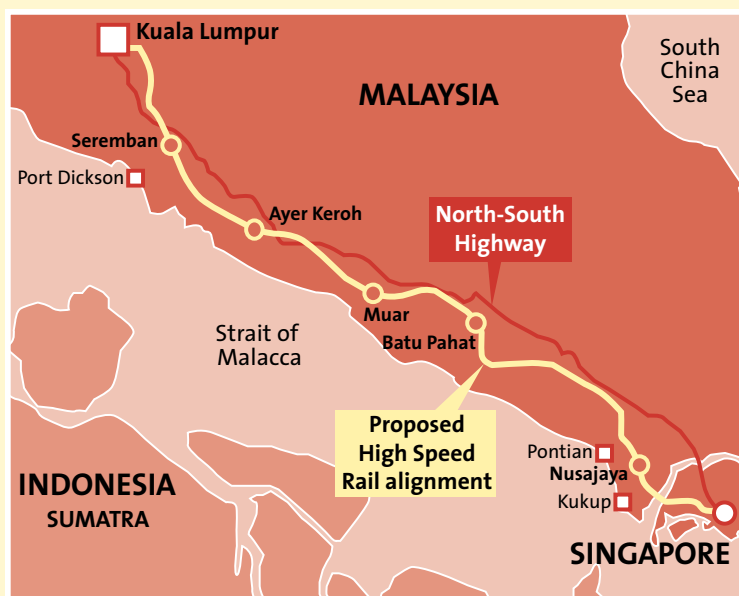 Kuala Lumpur
South
China
Sea
MALAYSIA
Seremban
Port Dickson
Ayer Keroh
North-South
Highway
Muar
Strait of
Malacca
Batu Pahat
Proposed
High Speed
Rail alignment
Pontian
Nusajaya
Kukup
INDONESIA
SUMATRA
SINGAPORE